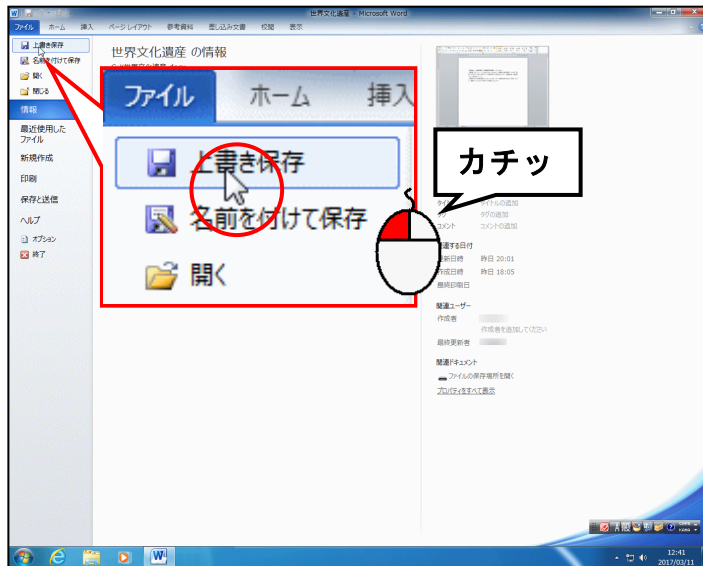 世界文化遺産 - Microsoft Word
ファイル ホーム 挿入 ページ レイアウト 参考資料 差し込み文書 校閲 表示
上書き保存
名前を付けて保存
開く
閉じる
情報
最近使用した
ファイル
新規作成
印刷
保存と送信
ヘルプ
オプション
終了
世界文化遺産 の情報
ファイル ホーム 挿入
上書き保存
名前を付けて保存
開く
カチッ
タイトルの追加
タグの追加
コメント コメントの追加
昨日 20:01
作成日時 昨日 18:05
最終印刷日
関連ユーザー
作成者
作成者を追加してください
最終更新者
関連ドキュメント
ファイルの保存場所を開く
プロパティをすべて表示
12:41
2017/03/11